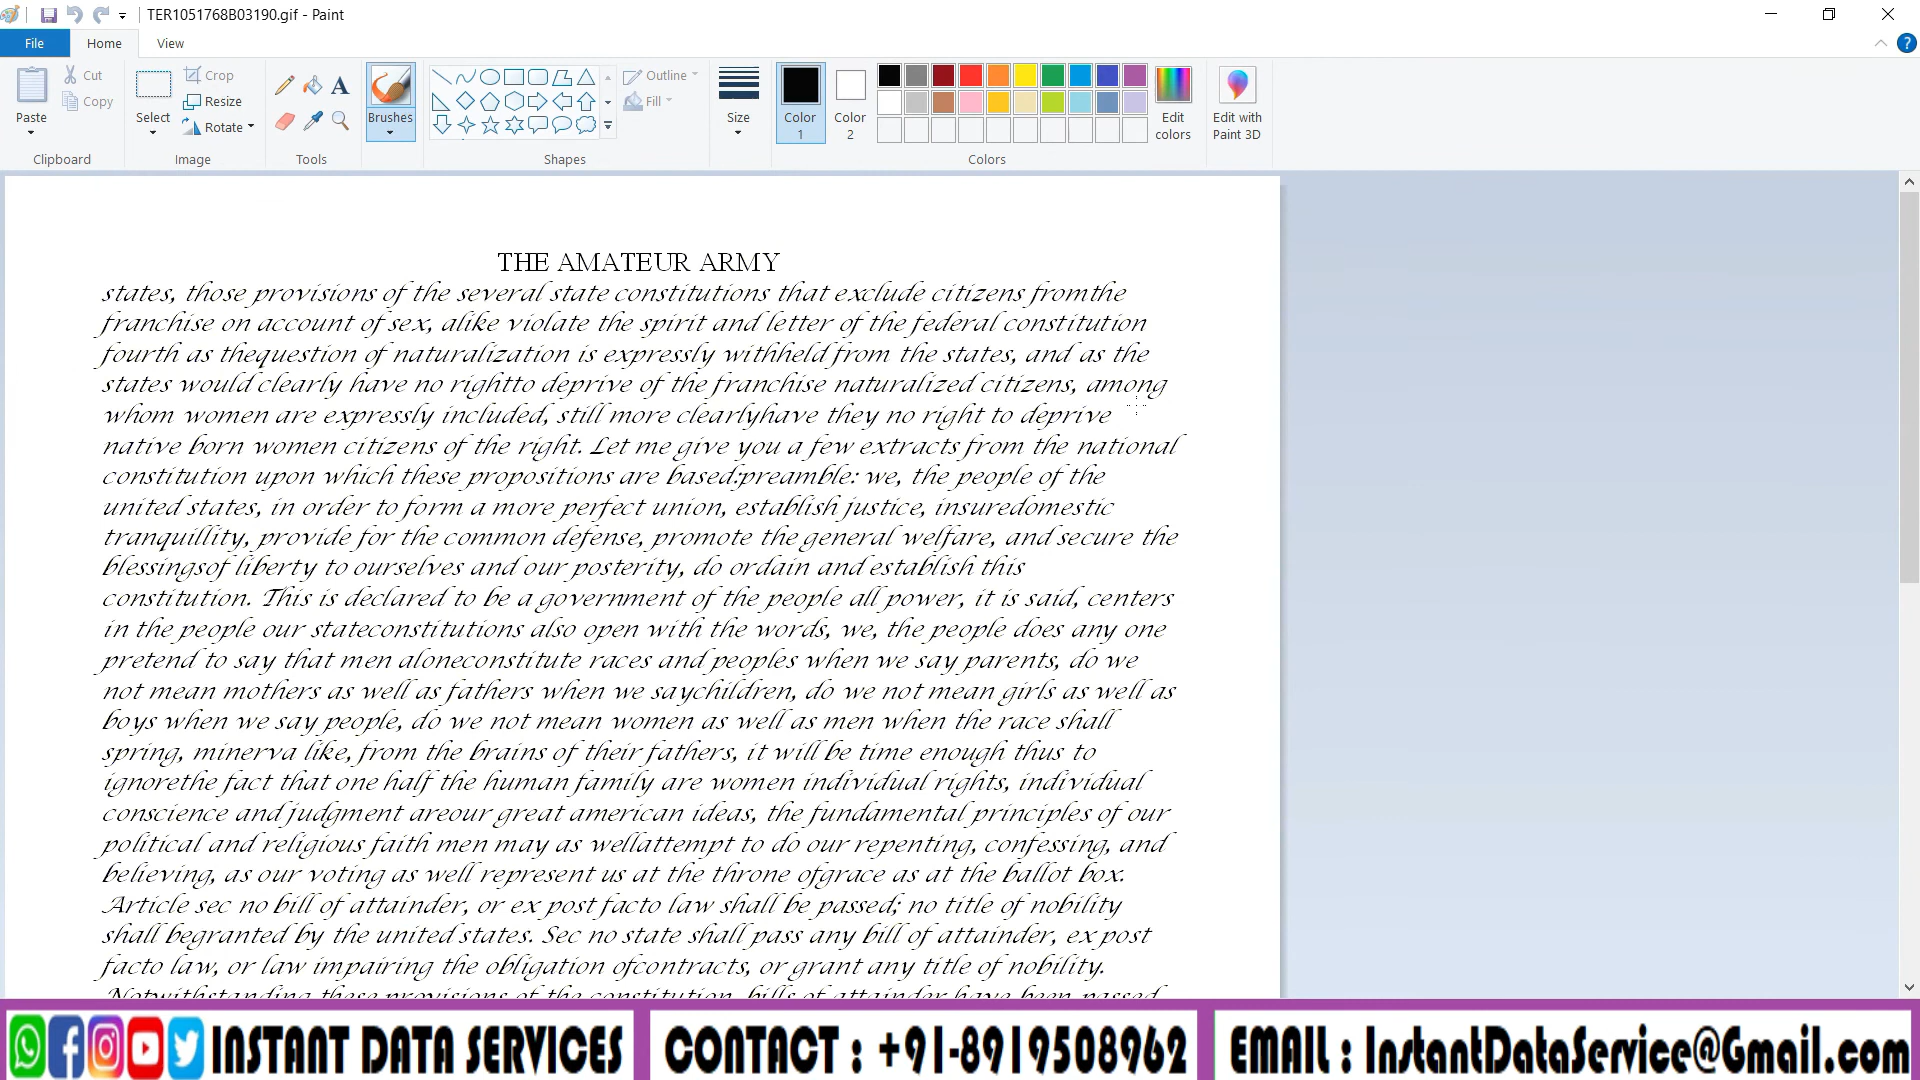 TER1051768B03190.gif - Paint
File Home View
Paste Cut Copy Clipboard
Select Crop Resize Rotate Image
Tools
Brushes
Outline Fill Shapes
Size
Color 1 Color 2 Edit colors Colors
Edit with Paint 3D
THE AMATEUR ARMY
states, those provisions of the several state constitutions that exclude citizens fromthe
franchise on account of sex, alike violate the spirit and letter of the federal constitution
fourth as thequestion of naturalization is expressly withheld from the states, and as the
states would clearly have no rightto deprive of the franchise naturalized citizens, among
whom women are expressly included, still more clearlyhave they no right to deprive
native born women citizens of the right. Let me give you a few extracts from the national
constitution upon which these propositions are based:preamble: we, the people of the
united states, in order to form a more perfect union, establish justice, insuredomestic
tranquillity, provide for the common defense, promote the general welfare, and secure the
blessingsof liberty to ourselves and our posterity, do ordain and establish this
constitution. This is declared to be a government of the people all power, it is said, centers
in the people our stateconstitutions also open with the words, we, the people does any one
pretend to say that men aloneconstitute races and peoples when we say parents, do we
not mean mothers as well as fathers when we saychildren, do we not mean girls as well as
boys when we say people, do we not mean women as well as men when the race shall
spring, minerva like, from the brains of their fathers, it will be time enough thus to
ignorethe fact that one half the human family are women individual rights, individual
conscience and judgment areour great american ideas, the fundamental principles of our
political and religious faith men may as wellattempt to do our repenting, confessing, and
believing, as our voting as well represent us at the throne ofgrace as at the ballot box.
Article sec no bill of attainder, or ex post facto law shall be passed; no title of nobility
shall begranted by the united states. Sec no state shall pass any bill of attainder, ex post
facto law, or law impairing the obligation ofcontracts, or grant any title of nobility.
Notwithstanding these provisions of the constitution, bills of attainder have been passed
INSTANT DATA SERVICES CONTACT : +91-8919508962 EMAIL : InstantDataService@Gmail.com